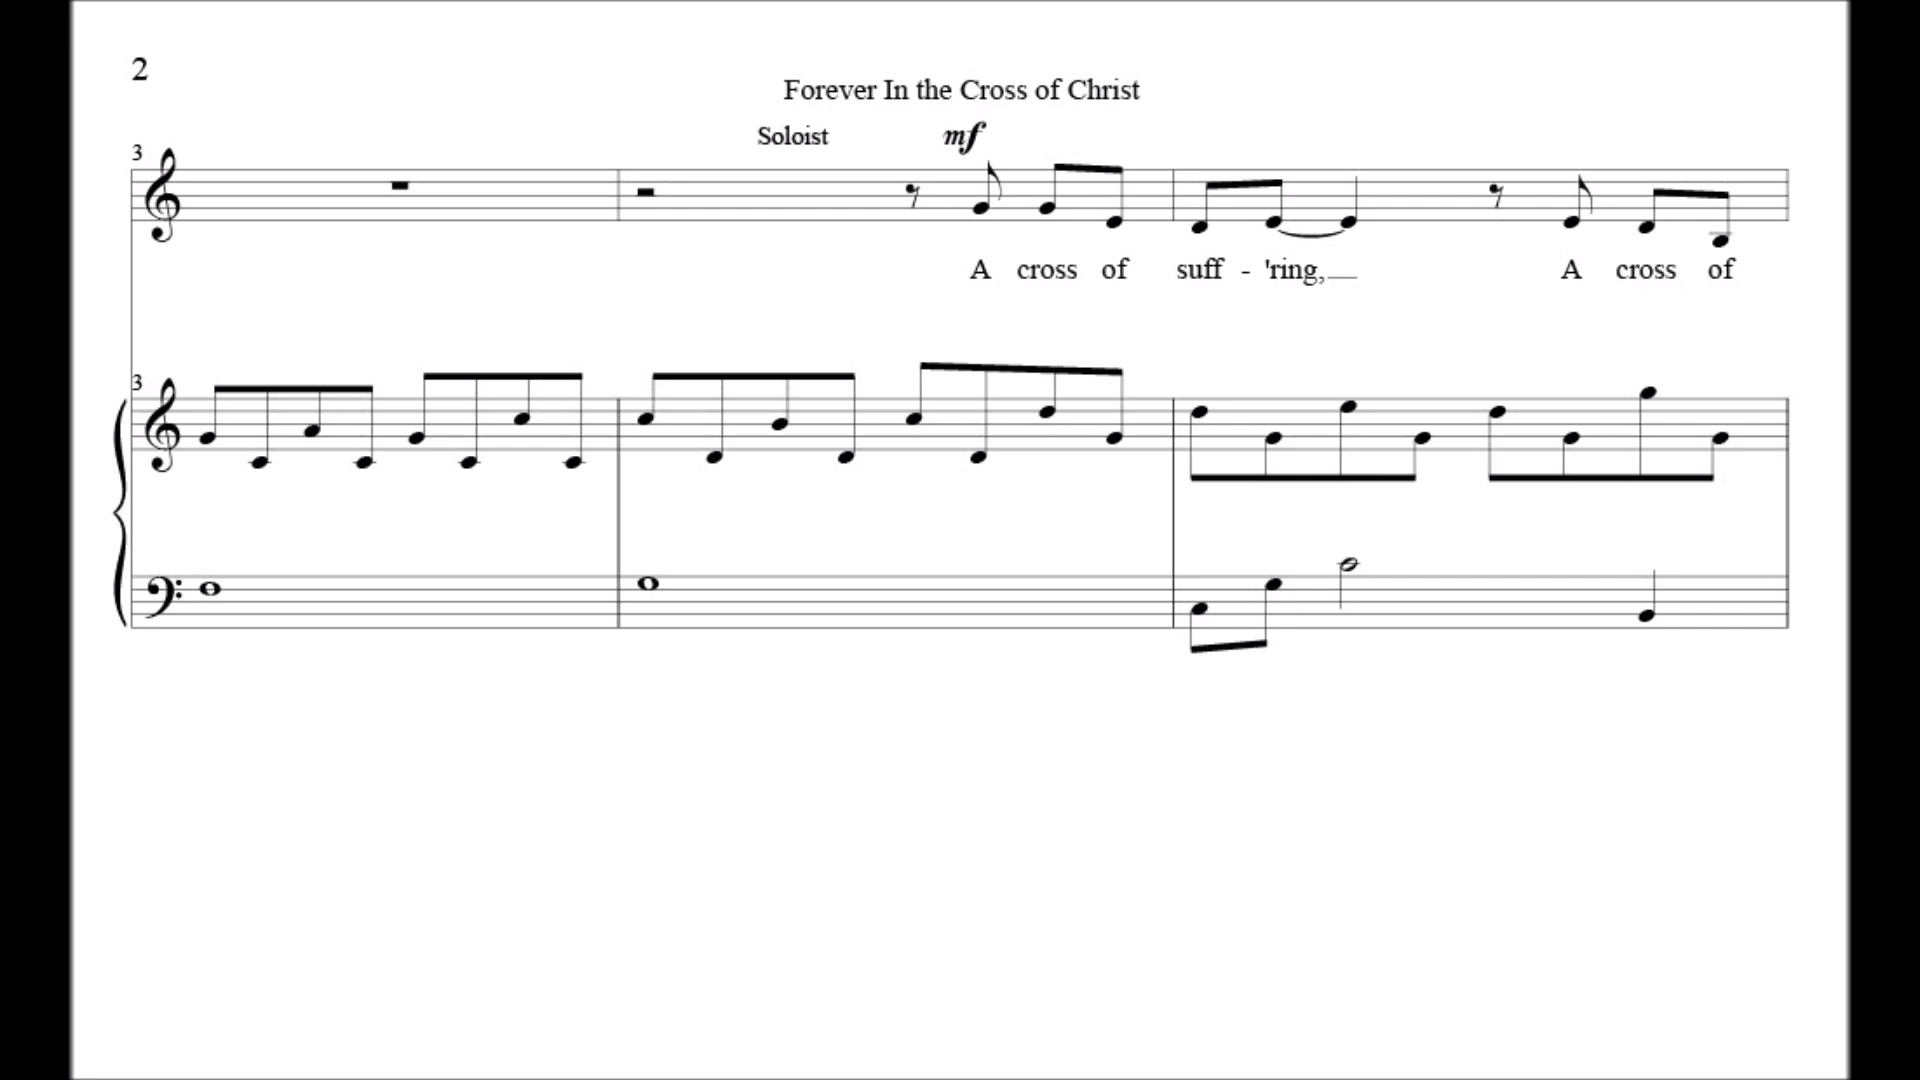 2
Forever In the Cross of Christ
Soloist mf
3
A cross of suff - 'ring, A cross of
3